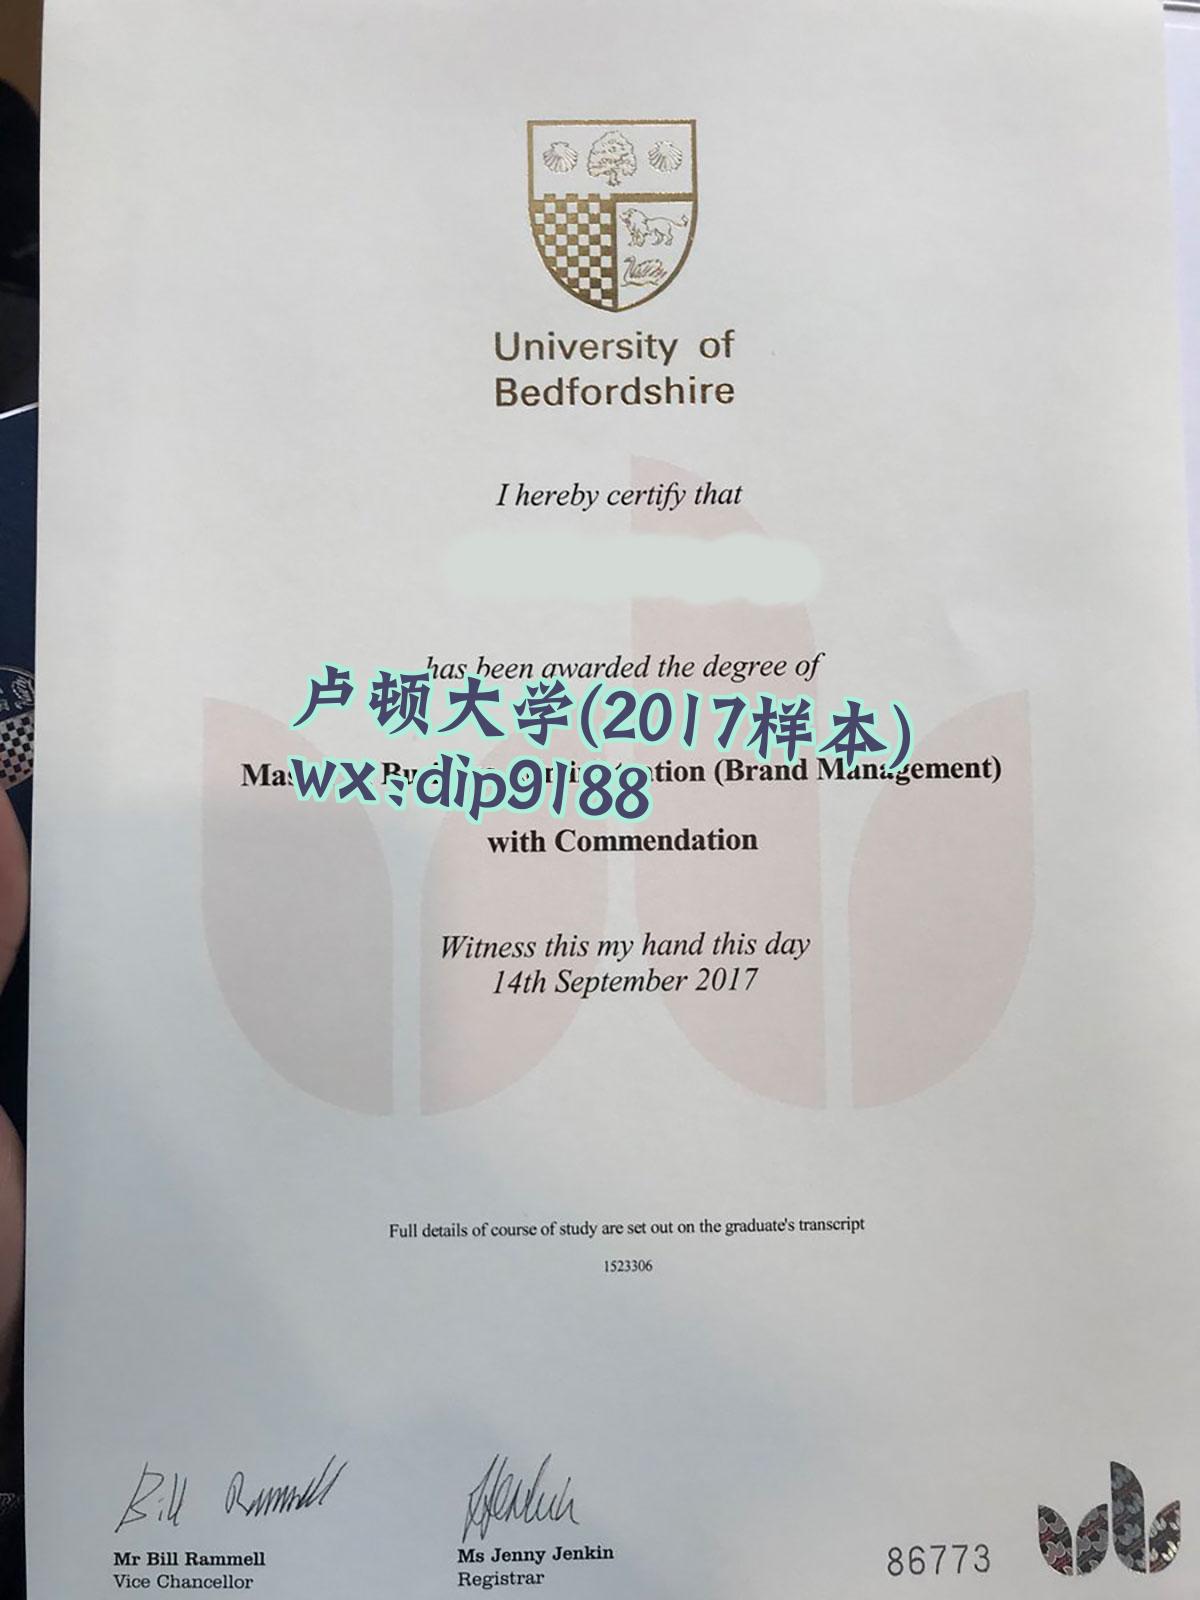 University of
Bedfordshire
I hereby certify that
has been awarded the degree of
卢顿大学(2017样本)
(Brand Management)
wx:dip9188
with Commendation
Witness this my hand this day
14th September 2017
Full details of course of study are set out on the graduate's transcript
1523306
Bill Rammell
Mr Bill Rammell
Vice Chancellor
Ms Jenny Jenkin
Registrar
86773